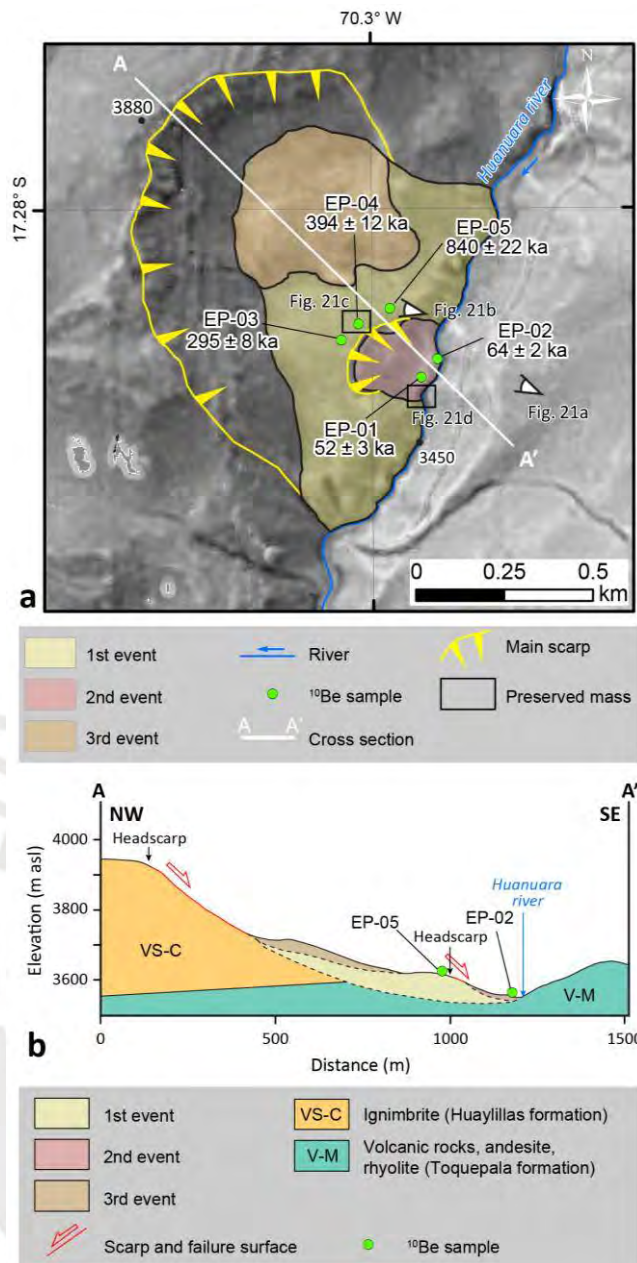 70.3° W
A
3880
N
Huanuara river
17.28° S
EP-04
394 ± 12 ka
EP-05
840 ± 22 ka
Fig. 21c
Fig. 21b
EP-03
295 ± 8 ka
EP-02
64 ± 2 ka
EP-01
52 ± 3 ka
Fig. 21d
Fig. 21a
3450
A'
0 0.25 0.5
km
a
1st event
River
Main scarp
2nd event
¹⁰Be sample
Preserved mass
3rd event
A A' Cross section
A A'
NW SE
4000
Headscarp
Elevation (m asl)
3800
Huanuara
river
EP-05
EP-02
Headscarp
VS-C
3600
V-M
0 500 1000 1500
Distance (m)
b
1st event
VS-C Ignimbrite (Huaylillas formation)
2nd event
V-M Volcanic rocks, andesite,
rhyolite (Toquepala formation)
3rd event
Scarp and failure surface
¹⁰Be sample